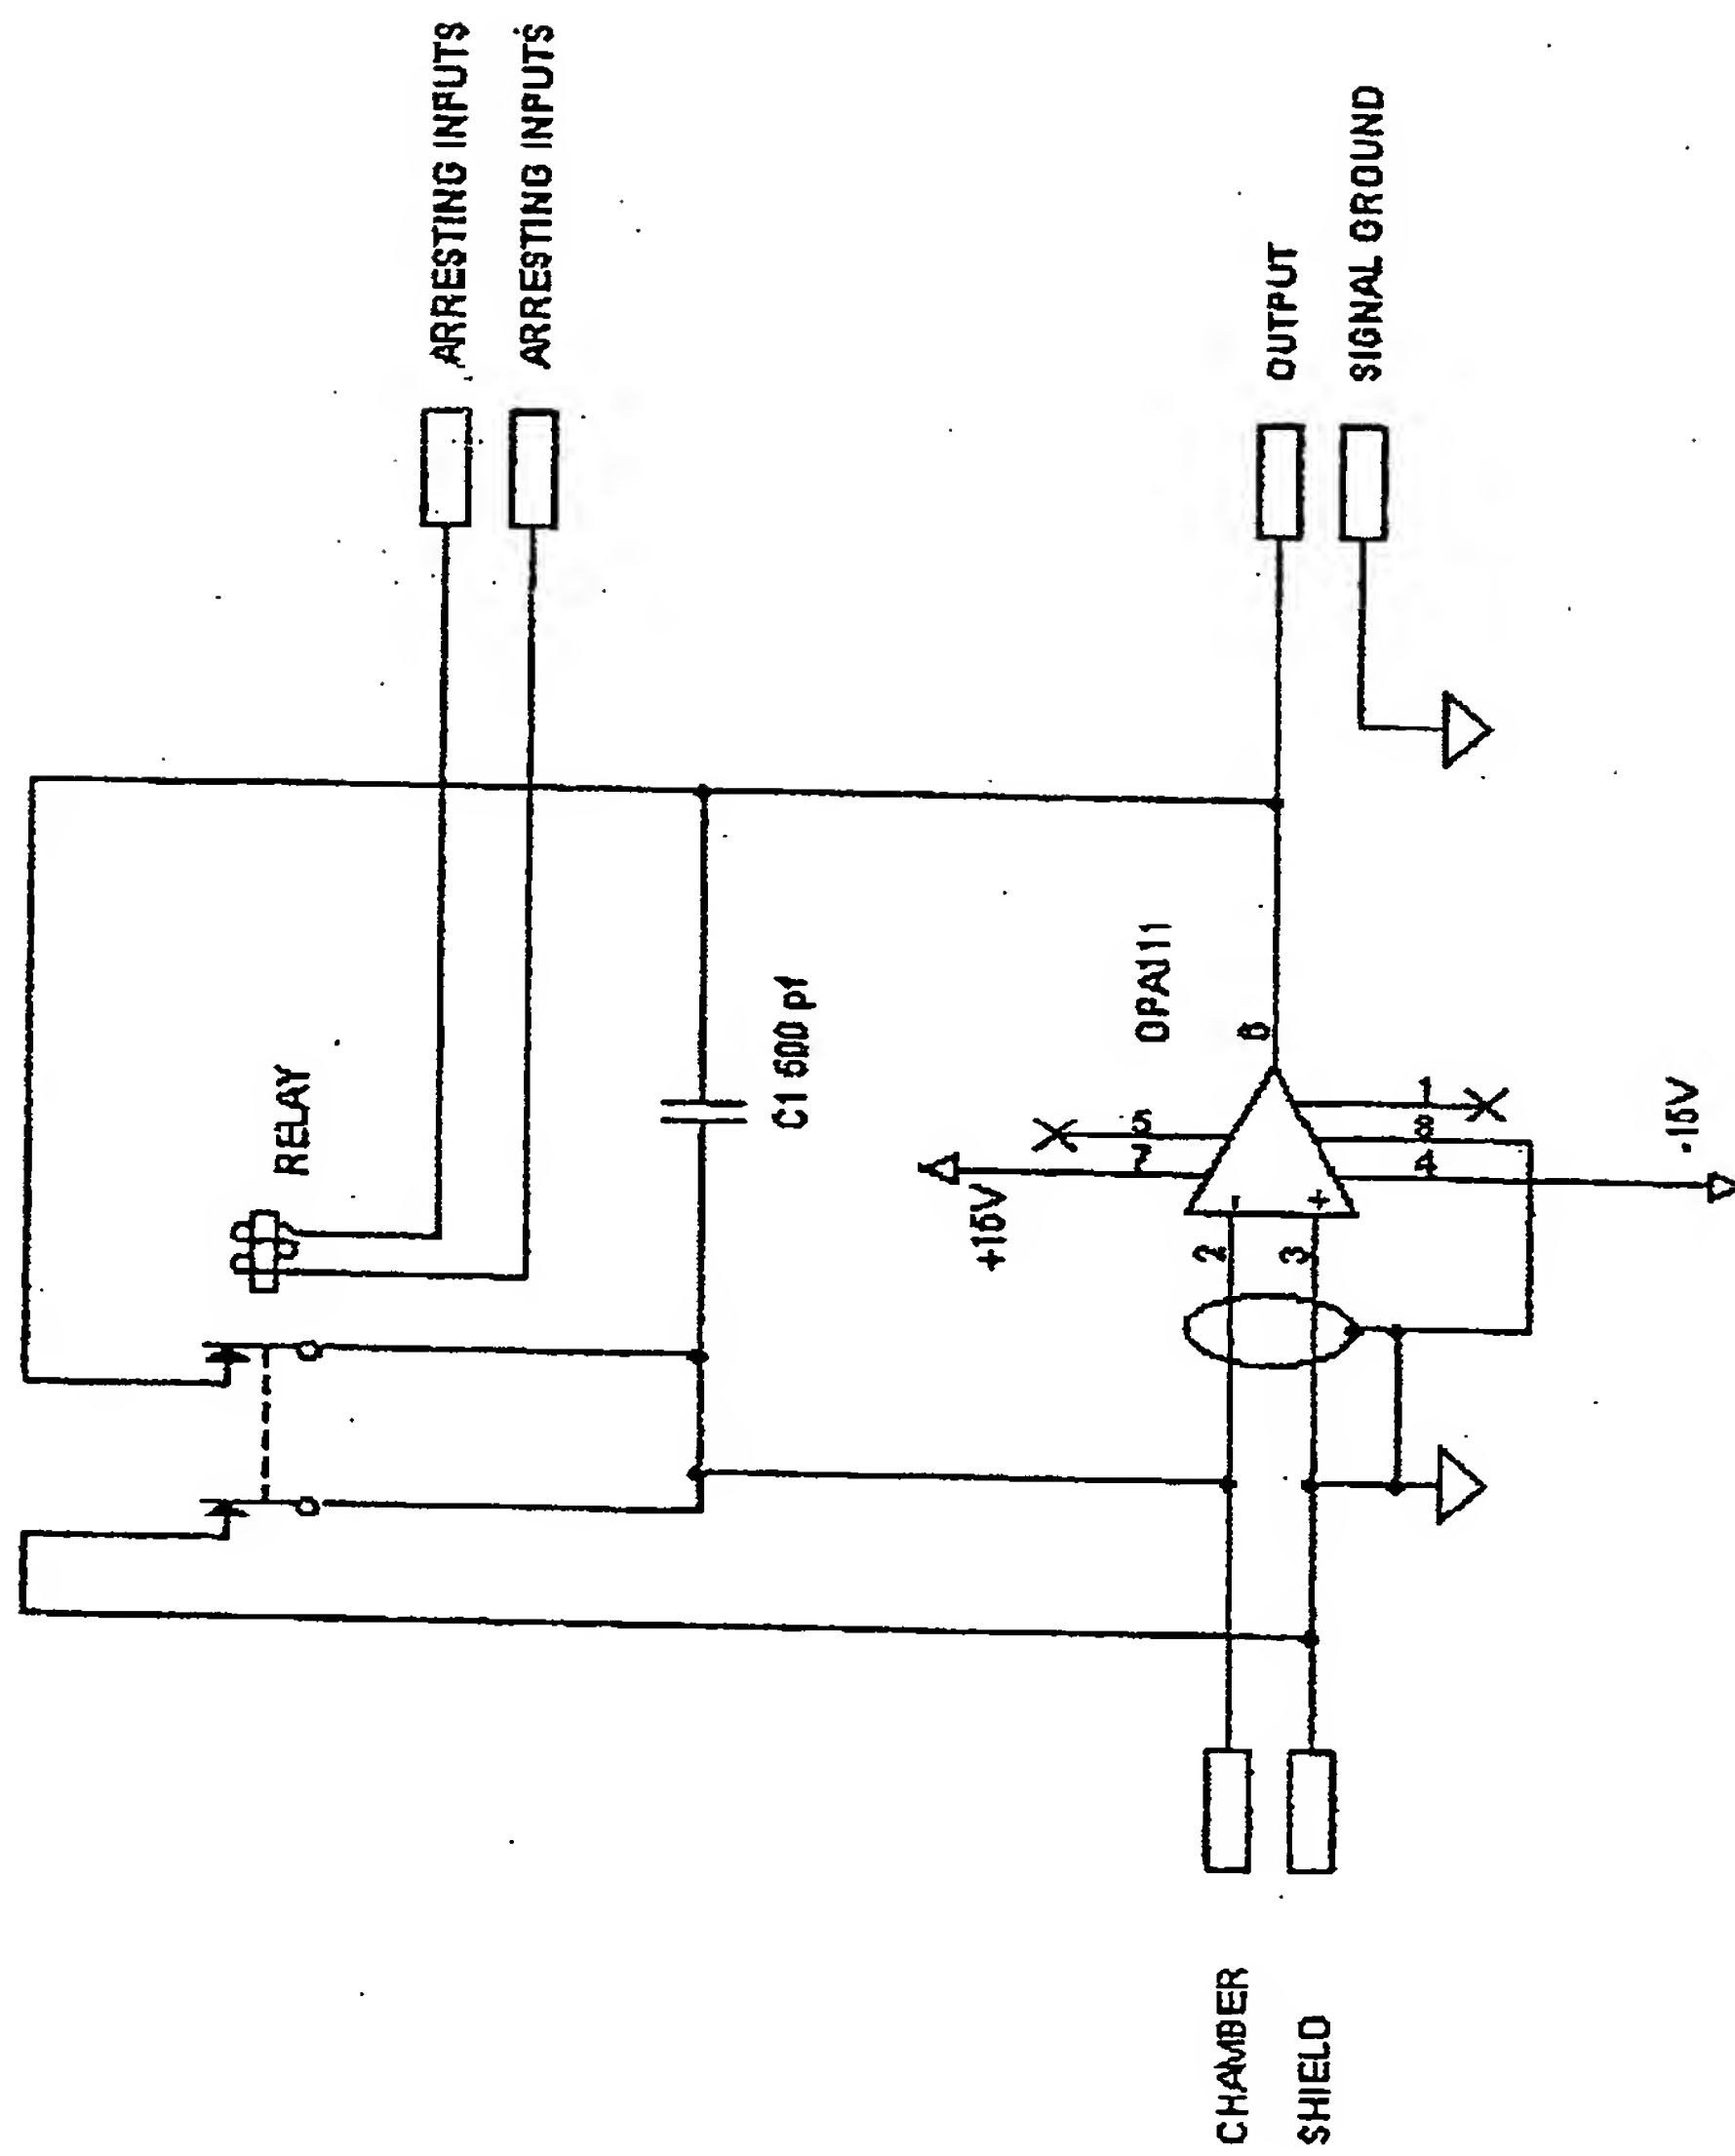 ARRESTING INPUTS
ARRESTING INPUTS
RELAY
C1 600 pf
OPA111
+15V
5
7
6
1
8
4
-15V
2
-
3
+
OUTPUT
SIGNAL GROUND
CHAMBER
SHIELD